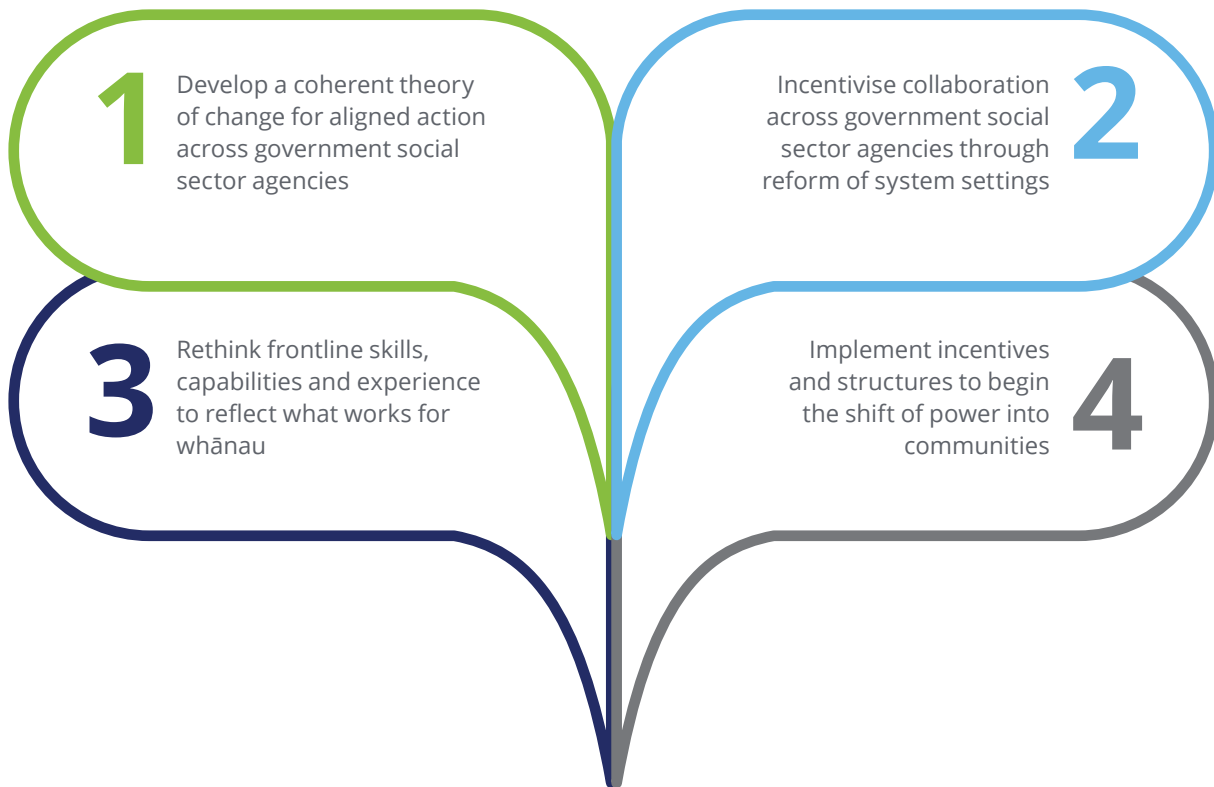 1
Develop a coherent theory
of change for aligned action
across government social
sector agencies
2
Incentivise collaboration
across government social
sector agencies through
reform of system settings
3
Rethink frontline skills,
capabilities and experience
to reflect what works for
whānau
4
Implement incentives
and structures to begin
the shift of power into
communities